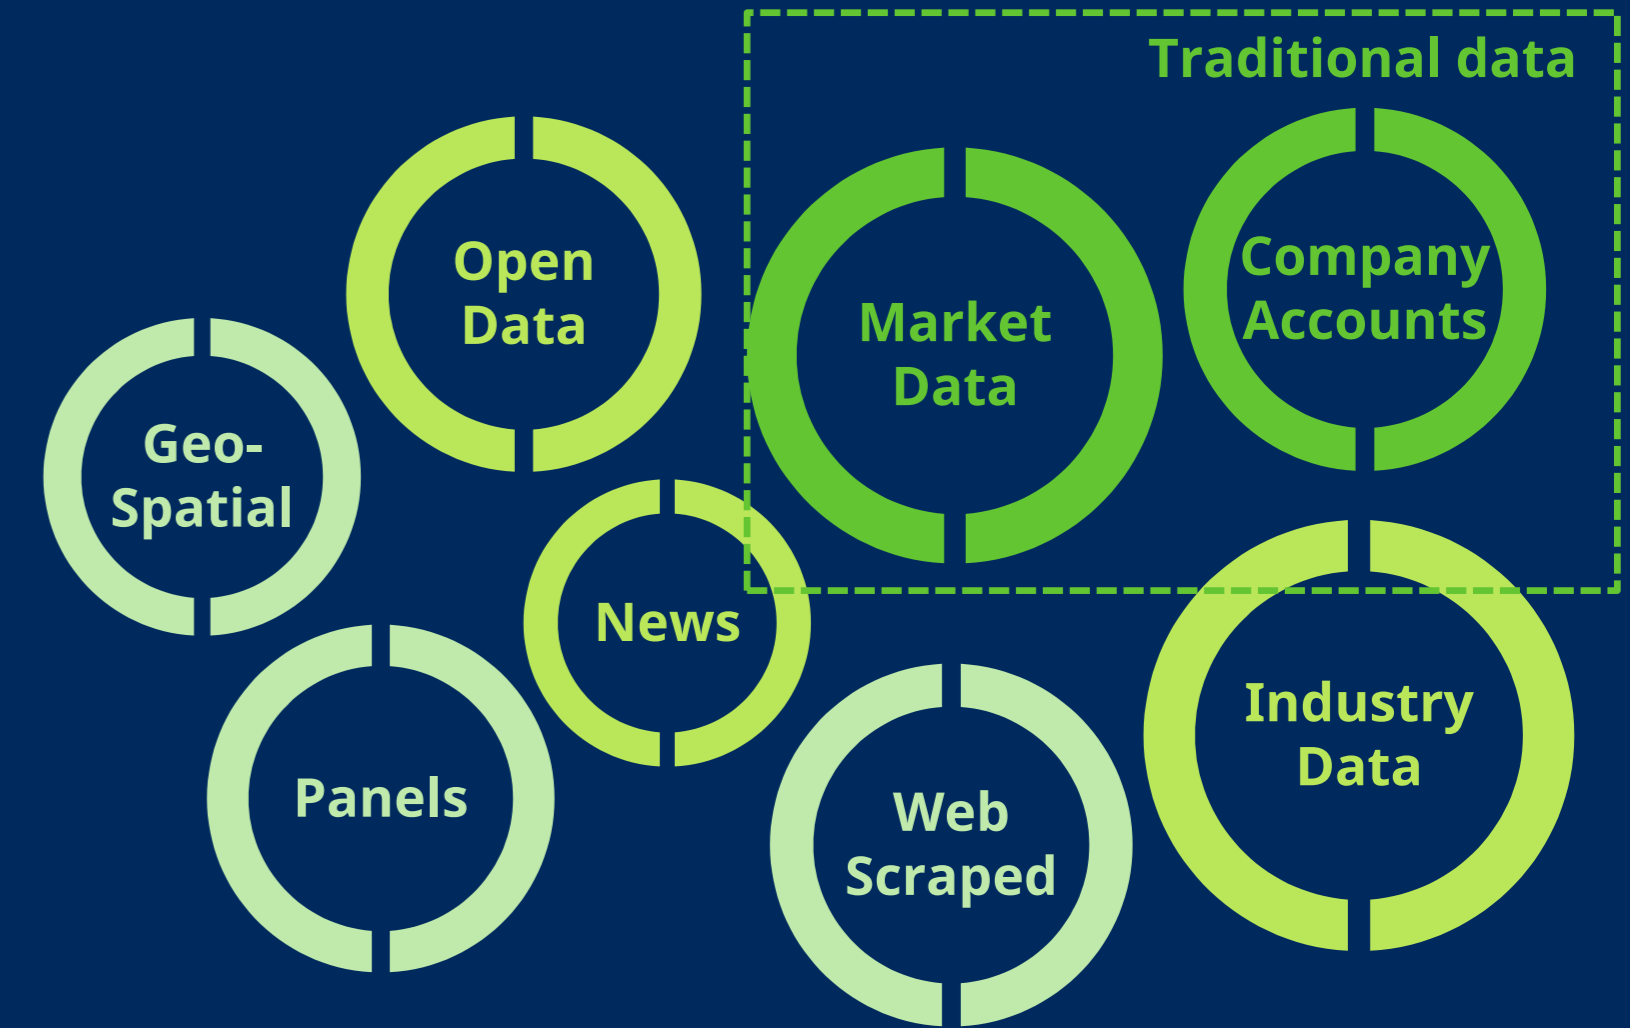 Traditional data
Open
Data
Market
Data
Company
Accounts
Geo-
Spatial
News
Industry
Data
Panels
Web
Scraped